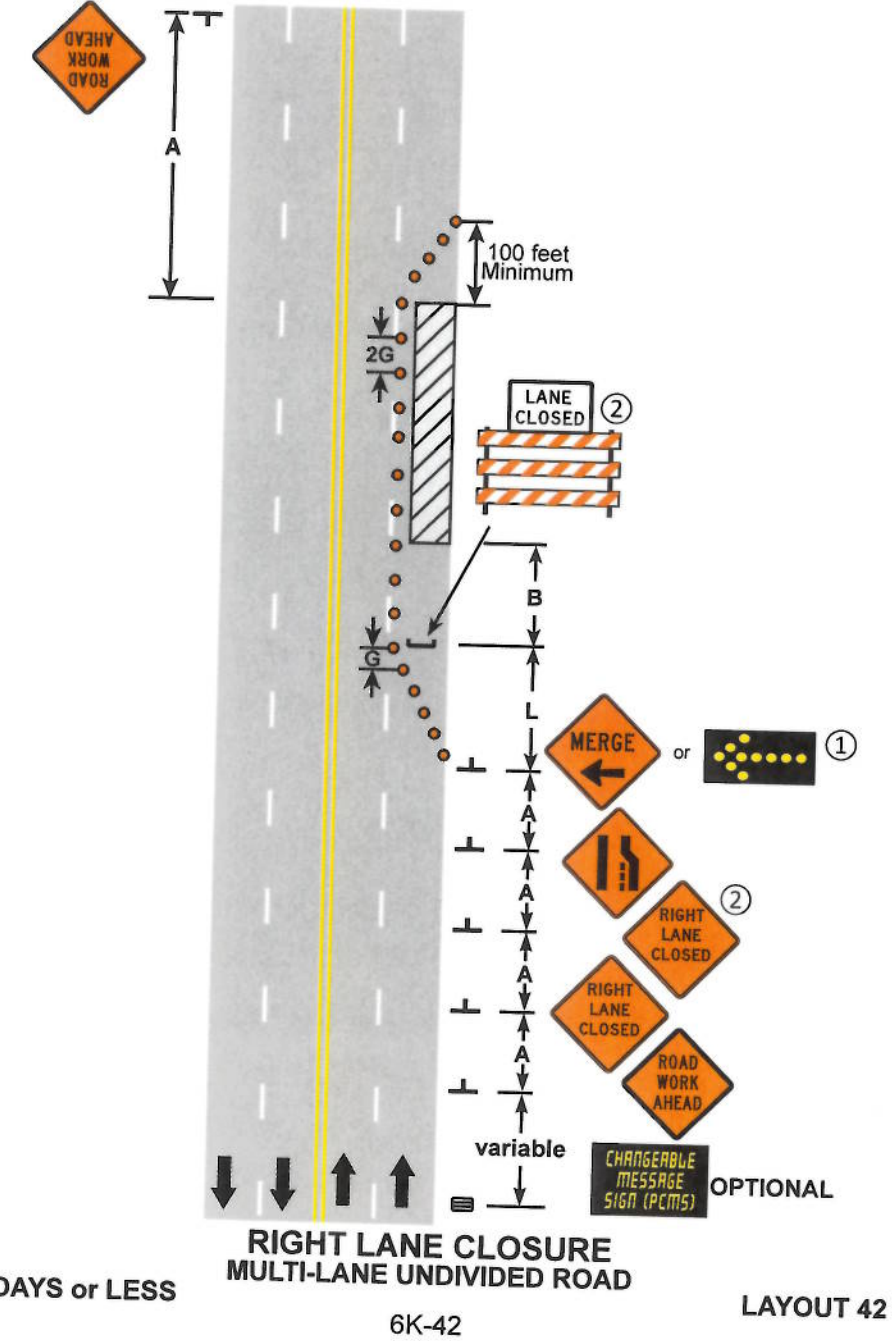 ROAD
WORK
AHEAD
A
100 feet
Minimum
2G
LANE
CLOSED
②
B
G
L
MERGE
or
①
A
A
②
RIGHT
LANE
CLOSED
A
RIGHT
LANE
CLOSED
A
ROAD
WORK
AHEAD
variable
CHANGEABLE
MESSAGE
SIGN (PCMS)
OPTIONAL
RIGHT LANE CLOSURE
MULTI-LANE UNDIVIDED ROAD
DAYS or LESS
LAYOUT 42
6K-42